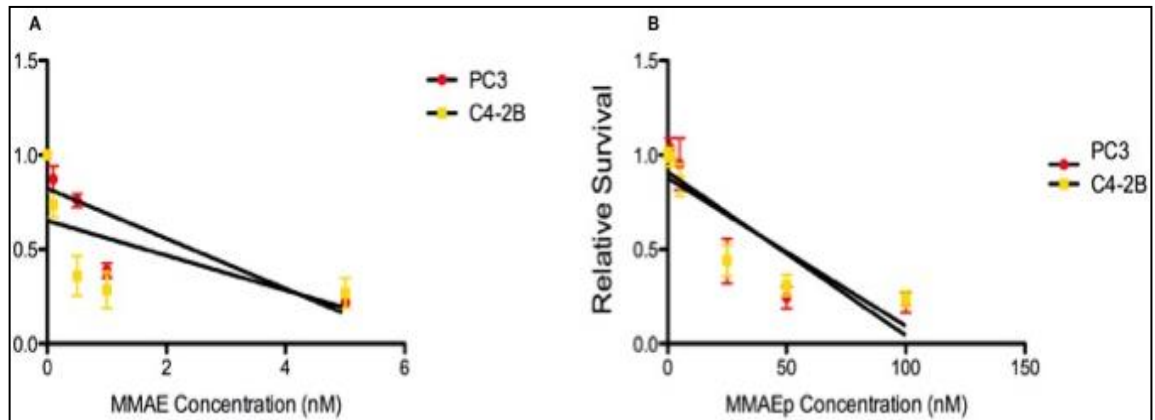 A
1.5
1.0
0.5
0.0
0
2
4
6
MMAE Concentration (nM)
PC3
C4-2B
B
Relative Survival
1.5
1.0
0.5
0.0
0
50
100
150
MMAEp Concentration (nM)
PC3
C4-2B